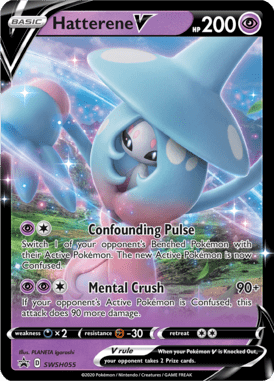 BASIC Hatterene V HP 200
Confounding Pulse
Switch 1 of your opponent's Benched Pokémon with
their Active Pokémon. The new Active Pokémon is now
Confused.
Mental Crush 90+
If your opponent's Active Pokémon is Confused, this
attack does 90 more damage.
weakness ×2 resistance -30 retreat
Illus. PLANETA Igarashi
D SWSH055
V rule When your Pokémon V is Knocked Out,
your opponent takes 2 Prize cards.
©2020 Pokémon / Nintendo / Creatures / GAME FREAK